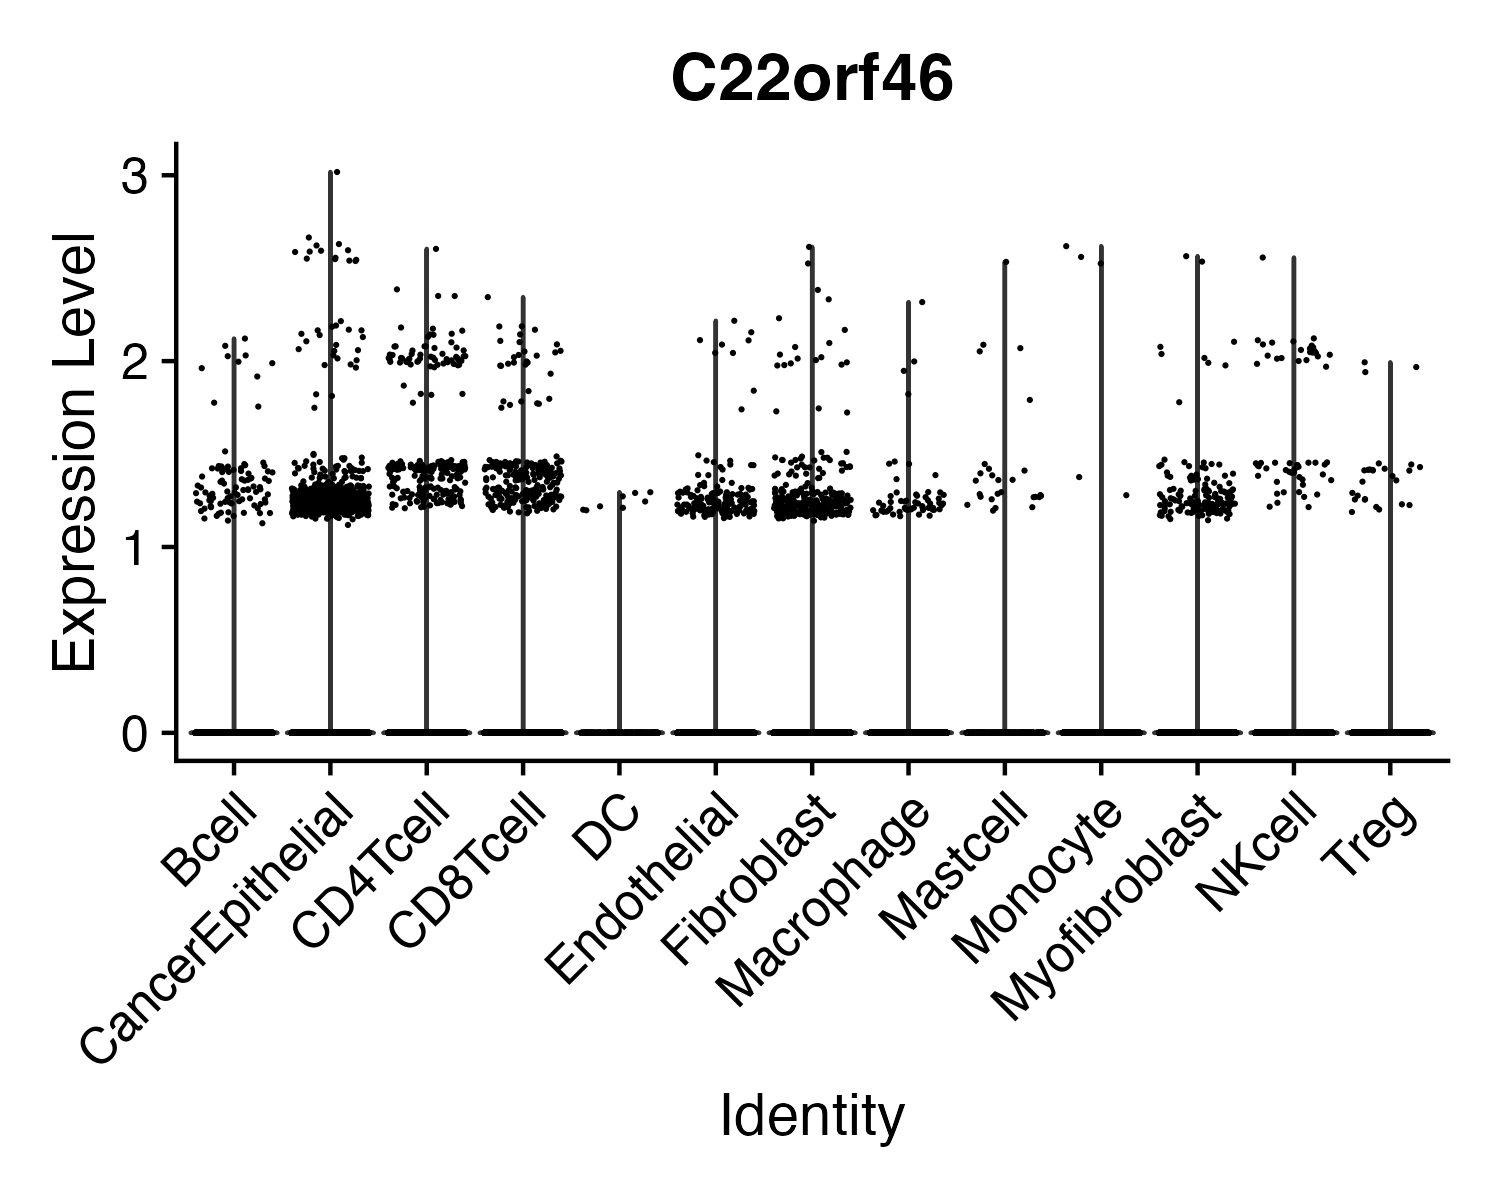 C22orf46
Expression Level
3
2
1
0
Bcell
CancerEpithelial
CD4Tcell
CD8Tcell
DC
Endothelial
Fibroblast
Macrophage
Mastcell
Monocyte
Myofibroblast
NKcell
Treg
Identity